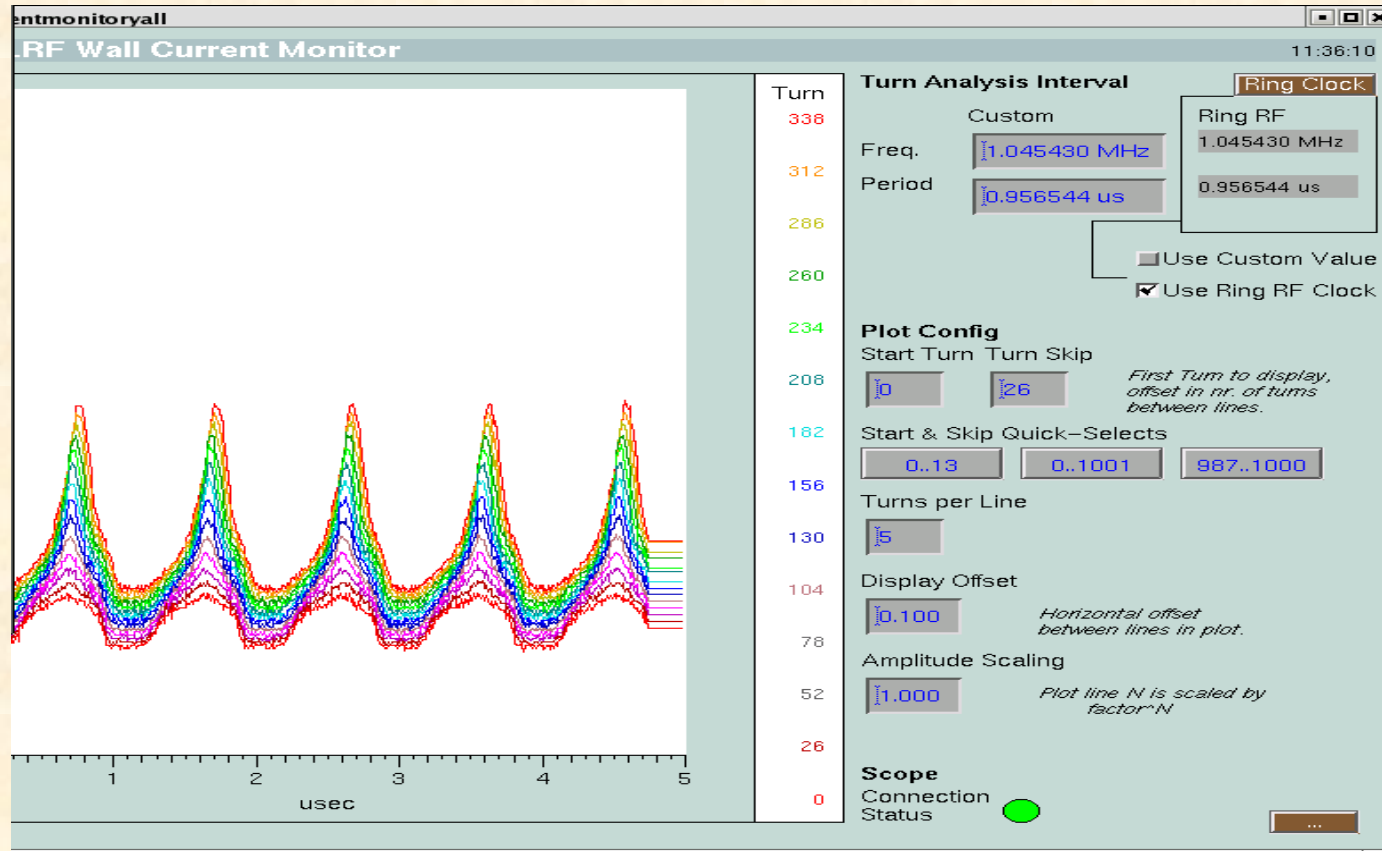 entmonitoryall
.RF Wall Current Monitor
11:36:10
Turn
338
312
286
260
234
208
182
156
130
104
78
52
26
0
1 2 3 4 5
usec
Turn Analysis Interval
Ring Clock
Custom
Ring RF
Freq.
1.045430 MHz
1.045430 MHz
Period
0.956544 us
0.956544 us
Use Custom Value
Use Ring RF Clock
Plot Config
Start Turn Turn Skip
0
26
First Turn to display,
offset in nr. of turns
between lines.
Start & Skip Quick-Selects
0..13
0..1001
987..1000
Turns per Line
5
Display Offset
0.100
Horizontal offset
between lines in plot.
Amplitude Scaling
1.000
Plot line N is scaled by
factor^N
Scope
Connection
Status
...